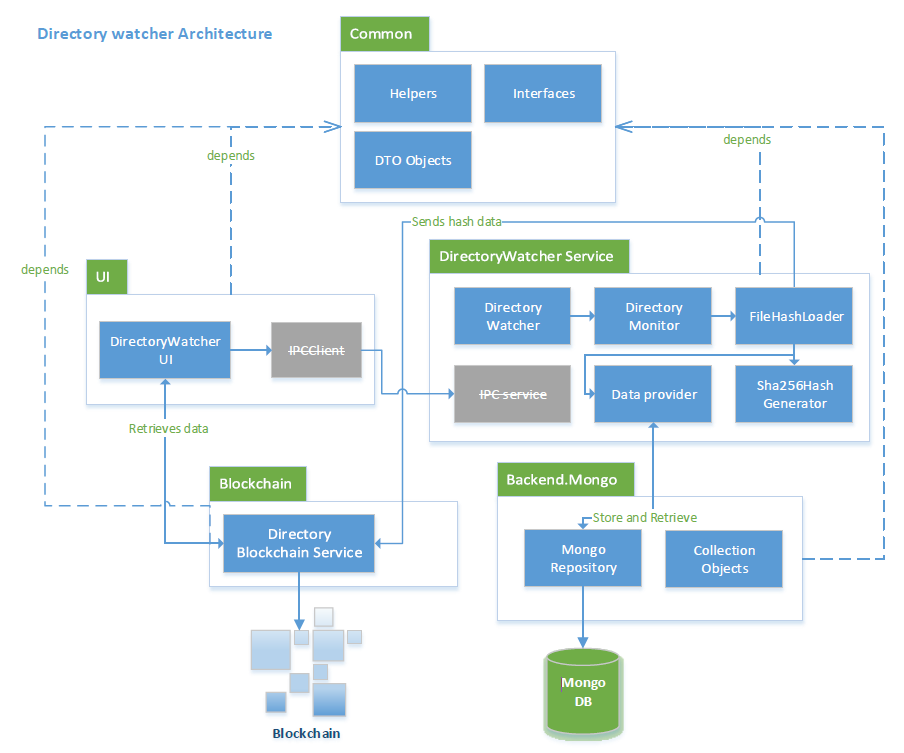 Directory watcher Architecture
Common
Helpers
Interfaces
DTO Objects
depends
depends
Sends hash data
depends
UI
DirectoryWatcher
UI
IPCClient
DirectoryWatcher Service
Directory
Watcher
Directory
Monitor
FileHashLoader
IPC service
Data provider
Sha256Hash
Generator
Retrieves data
Blockchain
Directory
Blockchain Service
Backend.Mongo
Store and Retrieve
Mongo
Repository
Collection
Objects
Blockchain
Mongo
DB